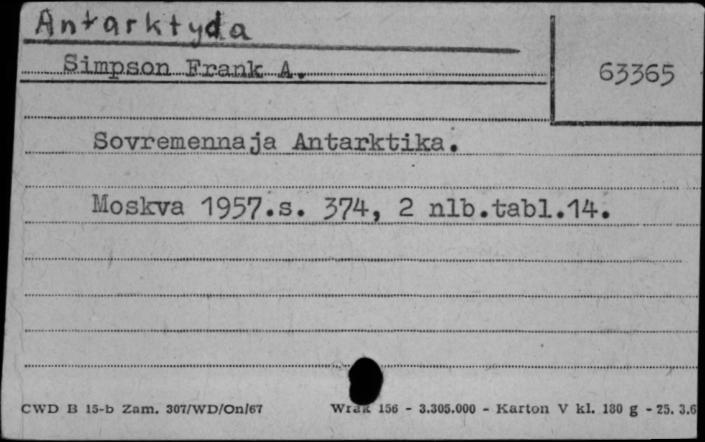 Antarktyda
Simpson Frank A.
63365
Sovremennaja Antarktika.
Moskva 1957.s. 374, 2 nlb.tabl.14.
CWD B 15-b Zam. 307/WD/On/67 Wrak 156 - 3.305.000 - Karton V kl. 180 g - 25. 3.6